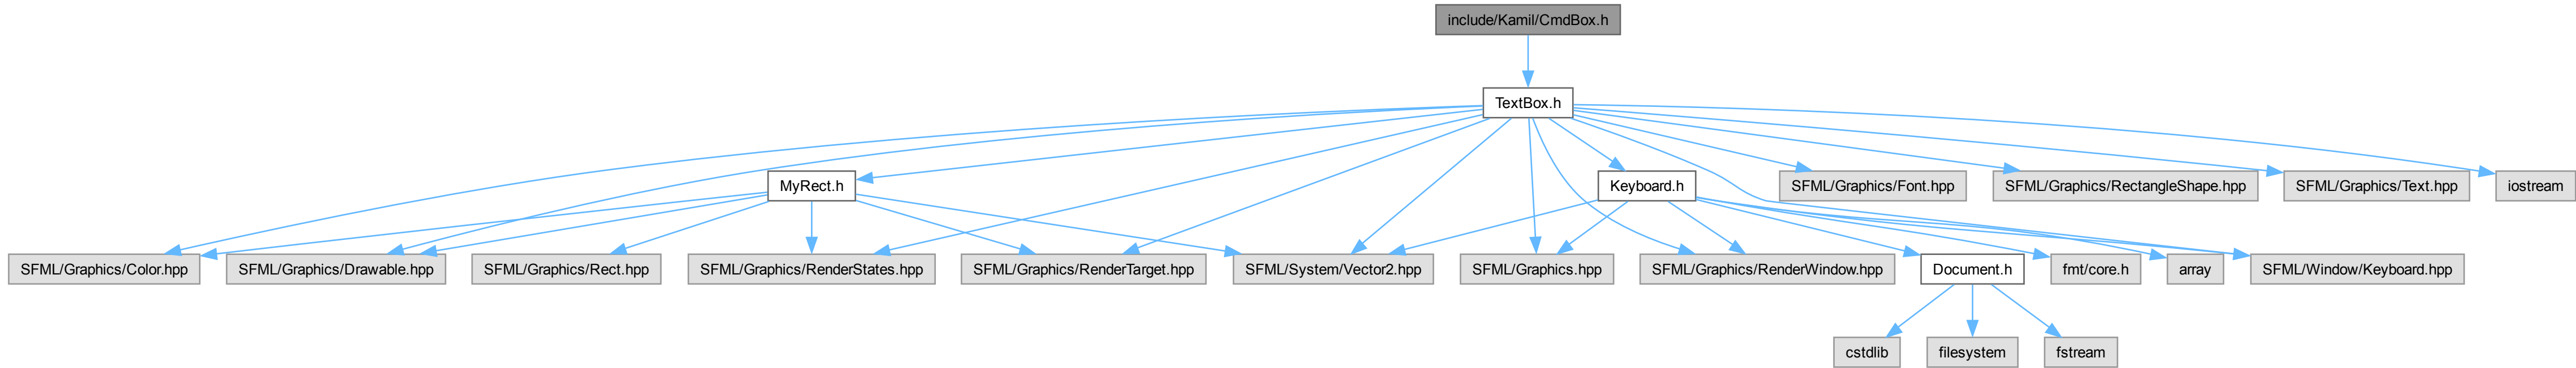 include/Kamil/CmdBox.h
TextBox.h
MyRect.h
Keyboard.h
SFML/Graphics/Font.hpp
SFML/Graphics/RectangleShape.hpp
SFML/Graphics/Text.hpp
iostream
SFML/Graphics/Color.hpp
SFML/Graphics/Drawable.hpp
SFML/Graphics/Rect.hpp
SFML/Graphics/RenderStates.hpp
SFML/Graphics/RenderTarget.hpp
SFML/System/Vector2.hpp
SFML/Graphics.hpp
SFML/Graphics/RenderWindow.hpp
Document.h
fmt/core.h
array
SFML/Window/Keyboard.hpp
cstdlib
filesystem
fstream